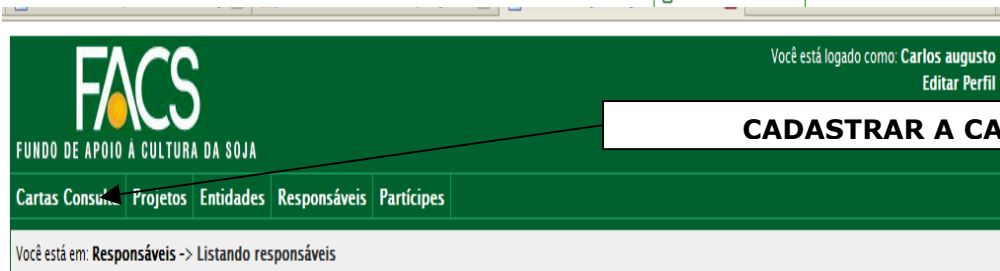 Você está logado como: Carlos augusto
Editar Perfil
FACS
FUNDO DE APOIO À CULTURA DA SOJA
CADASTRAR A CA
Cartas Consulta Projetos Entidades Responsáveis Partícipes
Você está em: Responsáveis -> Listando responsáveis